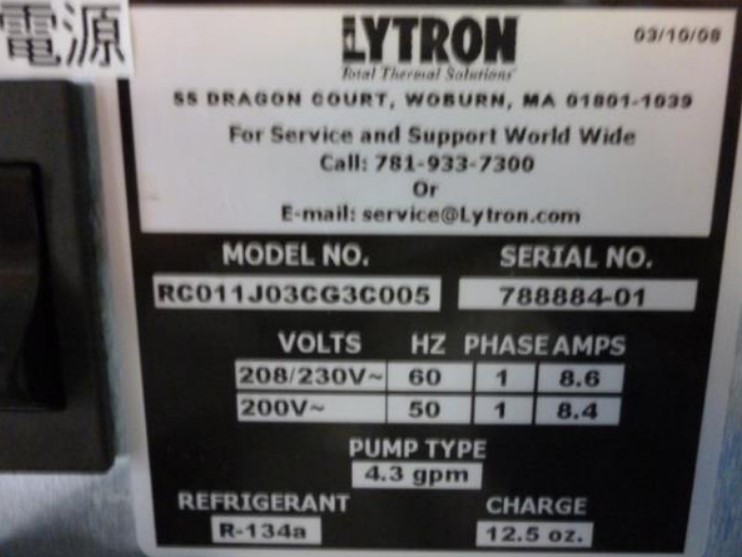 電源
LYTRON
03/10/08
Total Thermal Solutions
55 DRAGON COURT, WOBURN, MA 01801-1039
For Service and Support World Wide
Call: 781-933-7300
Or
E-mail: service@Lytron.com
MODEL NO. SERIAL NO.
RC011J03CG3C005 788884-01
VOLTS HZ PHASE AMPS
208/230V~ 60 1 8.6
200V~ 50 1 8.4
PUMP TYPE
4.3 gpm
REFRIGERANT CHARGE
R-134a 12.5 oz.